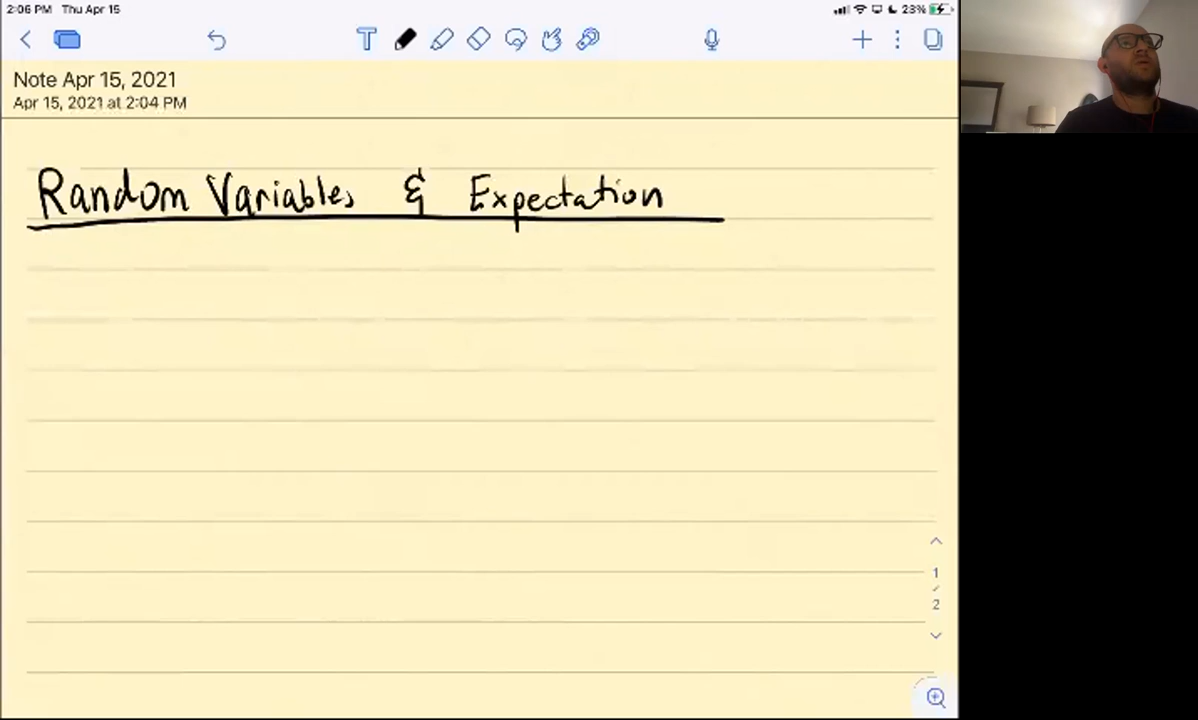 2:06 PM Thu Apr 15
23%
T
Note Apr 15, 2021
Apr 15, 2021 at 2:04 PM
Random Variables & Expectation
1
2